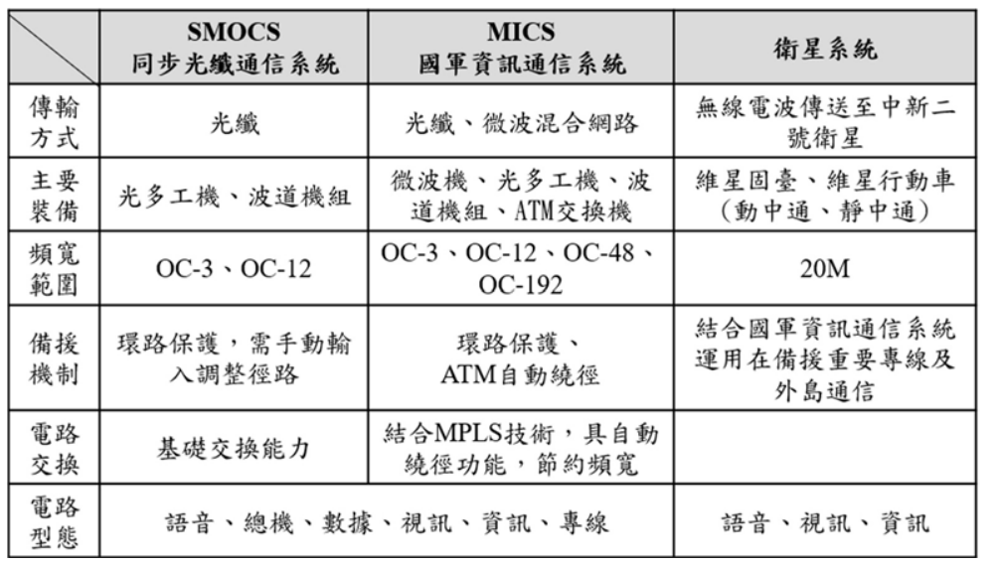 SMOCS
同步光纖通信系統
MICS
國軍資訊通信系統
衛星系統
傳輸
方式
光纖
光纖、微波混合網路
無線電波傳送至中新二
號衛星
主要
裝備
光多工機、波道機組
微波機、光多工機、波
道機組、ATM交換機
維星固臺、維星行動車
(動中通、靜中通)
頻寬
範圍
OC-3、OC-12
OC-3、OC-12、OC-48、
OC-192
20M
備援
機制
環路保護，需手動輸
入調整徑路
環路保護、
ATM自動繞徑
結合國軍資訊通信系統
運用在備援重要專線及
外島通信
電路
交換
基礎交換能力
結合MPLS技術，具自動
繞徑功能，節約頻寬
電路
型態
語音、總機、數據、視訊、資訊、專線
語音、視訊、資訊